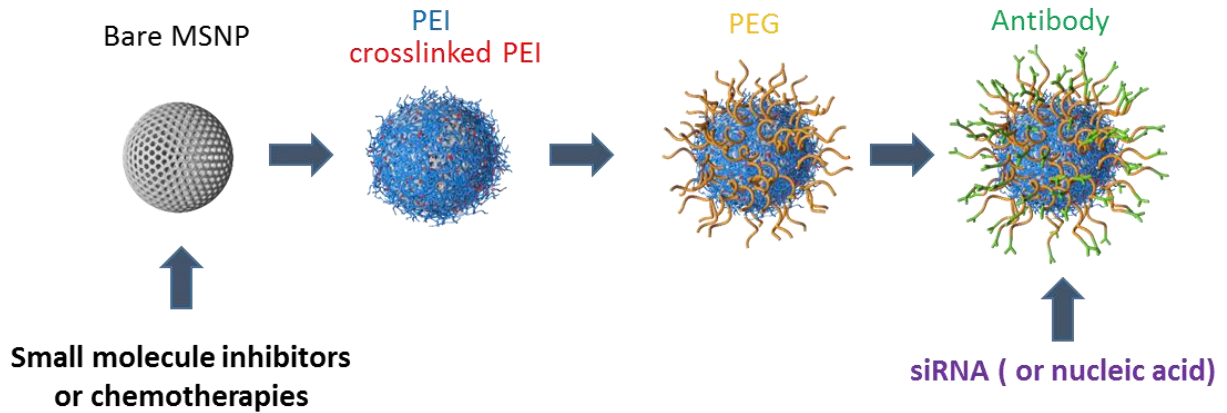 Bare MSNP
PEI
crosslinked PEI
PEG
Antibody
Small molecule inhibitors
or chemotherapies
siRNA ( or nucleic acid)